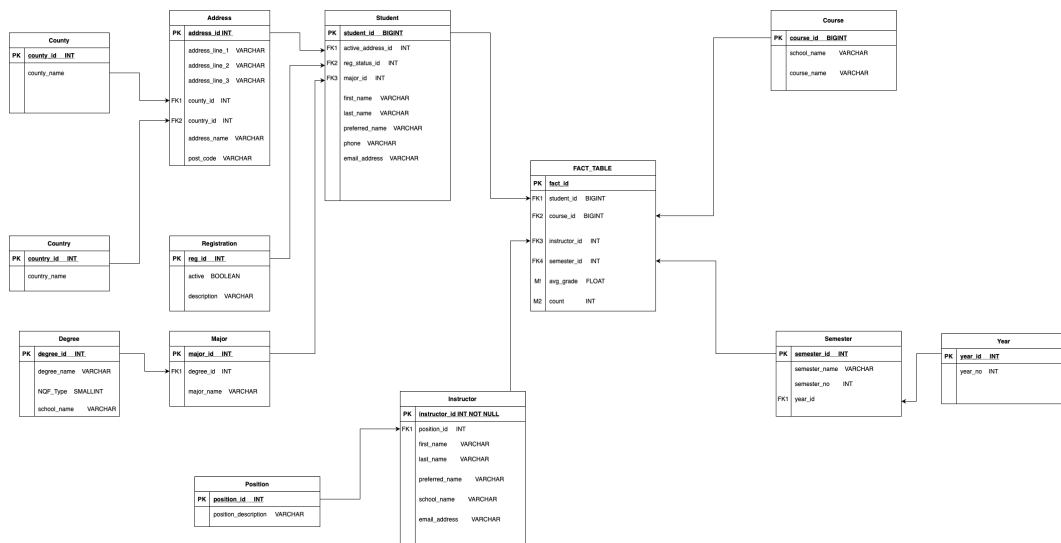 County
PK county_id INT
county_name
Address
PK address_id INT
address_line_1 VARCHAR
address_line_2 VARCHAR
address_line_3 VARCHAR
FK1 county_id INT
FK2 country_id INT
address_name VARCHAR
post_code VARCHAR
Student
PK student_id BIGINT
FK1 active_address_id INT
FK2 reg_status_id INT
FK3 major_id INT
first_name VARCHAR
last_name VARCHAR
preferred_name VARCHAR
phone VARCHAR
email_address VARCHAR
Course
PK course_id BIGINT
school_name VARCHAR
course_name VARCHAR
FACT_TABLE
PK fact_id
FK1 student_id BIGINT
FK2 course_id BIGINT
FK3 instructor_id INT
FK4 semester_id INT
M! avg_grade FLOAT
M2 count INT
Country
PK country_id INT
country_name
Registration
PK reg_id INT
active BOOLEAN
description VARCHAR
Degree
PK degree_id INT
degree_name VARCHAR
NQF_Type SMALLINT
school_name VARCHAR
Major
PK major_id INT
FK1 degree_id INT
major_name VARCHAR
Semester
PK semester_id INT
semester_name VARCHAR
semester_no INT
FK1 year_id
Year
PK year_id INT
year_no INT
Instructor
PK instructor_id INT NOT NULL
FK1 position_id INT
first_name VARCHAR
last_name VARCHAR
preferred_name VARCHAR
school_name VARCHAR
email_address VARCHAR
Position
PK position_id INT
position_description VARCHAR